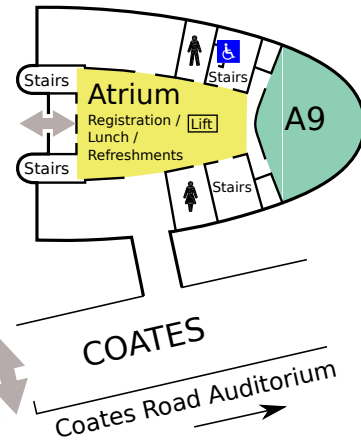 Stairs
Stairs
Atrium
Registration /
Lunch /
Refreshments
Lift
A9
Stairs
Stairs
COATES
Coates Road Auditorium